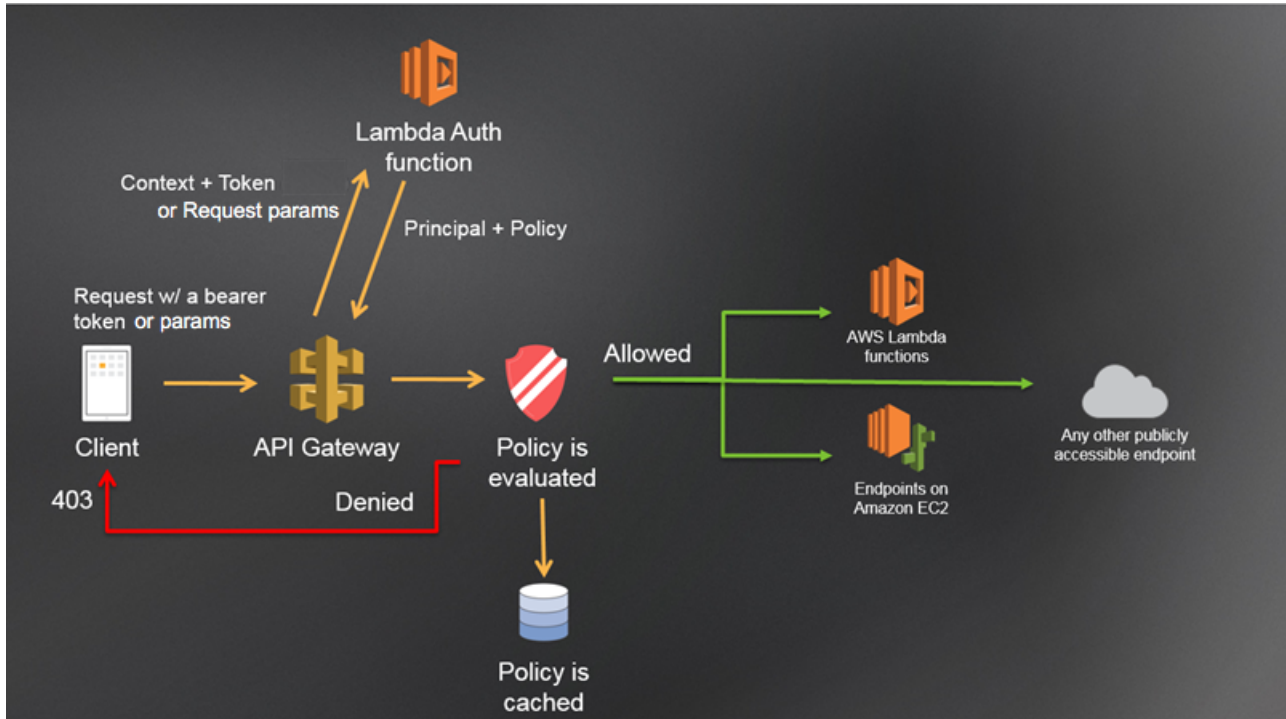 Lambda Auth
function
Context + Token
or Request params
Principal + Policy
Request w/ a bearer
token or params
Client
API Gateway
Policy is
evaluated
Allowed
AWS Lambda
functions
Any other publicly
accessible endpoint
Endpoints on
Amazon EC2
403
Denied
Policy is
cached